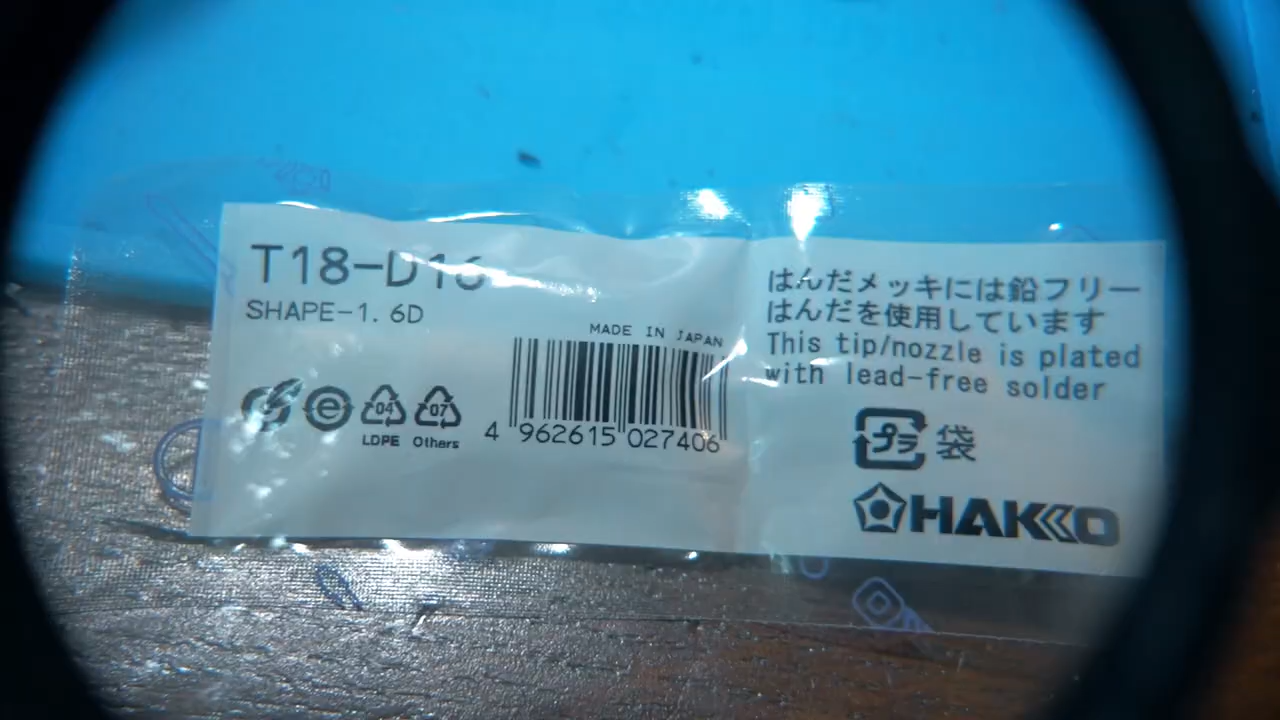 T18-D16
SHAPE-1.6D
MADE IN JAPAN
4 962615 027406
04
LDPE
07
Others
はんだメッキには鉛フリー
はんだを使用しています
This tip/nozzle is plated
with lead-free solder
プラ 袋
HAKKO